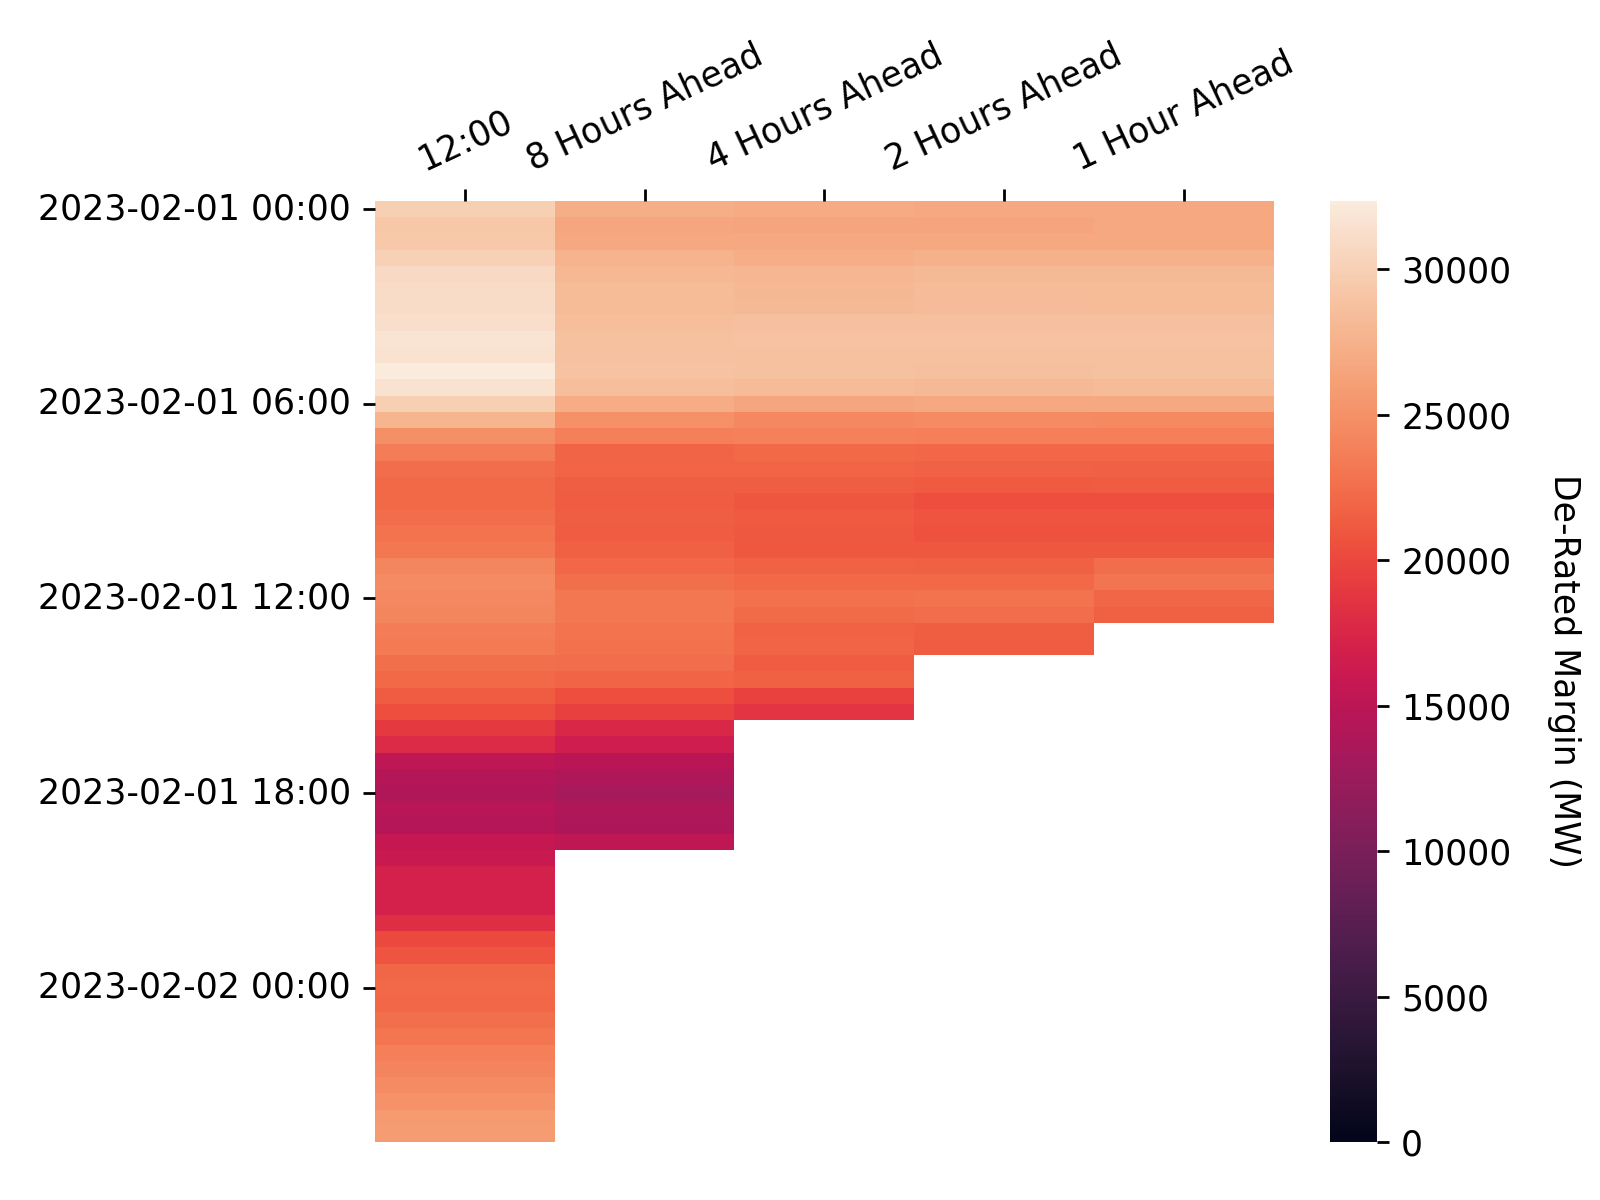 12:00
8 Hours Ahead
4 Hours Ahead
2 Hours Ahead
1 Hour Ahead
2023-02-01 00:00
2023-02-01 06:00
2023-02-01 12:00
2023-02-01 18:00
2023-02-02 00:00
30000
25000
20000
15000
10000
5000
0
De-Rated Margin (MW)